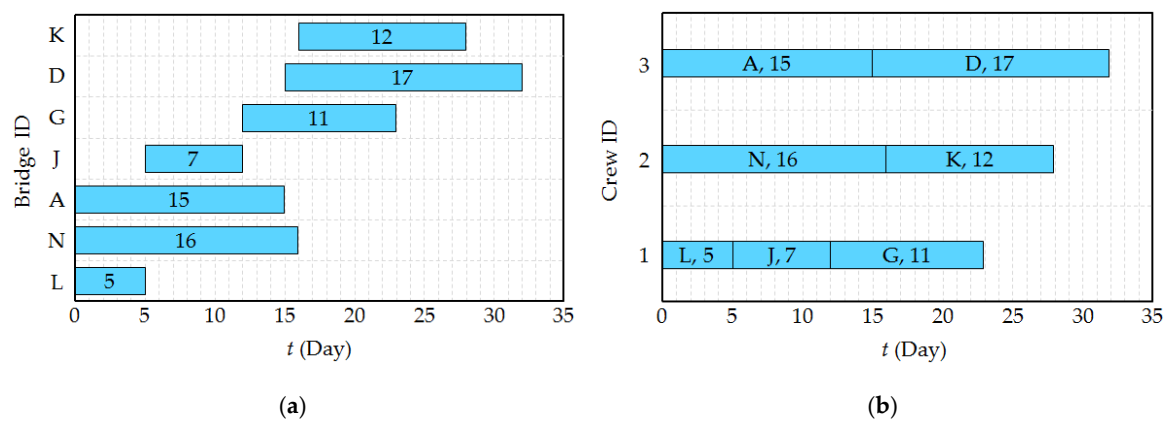 K
12
D
17
G
11
J
7
A
15
N
16
L
5
Bridge ID
0 5 10 15 20 25 30 35
t (Day)
(a)
3
A, 15 D, 17
2
N, 16 K, 12
1
L, 5 J, 7 G, 11
Crew ID
0 5 10 15 20 25 30 35
t (Day)
(b)